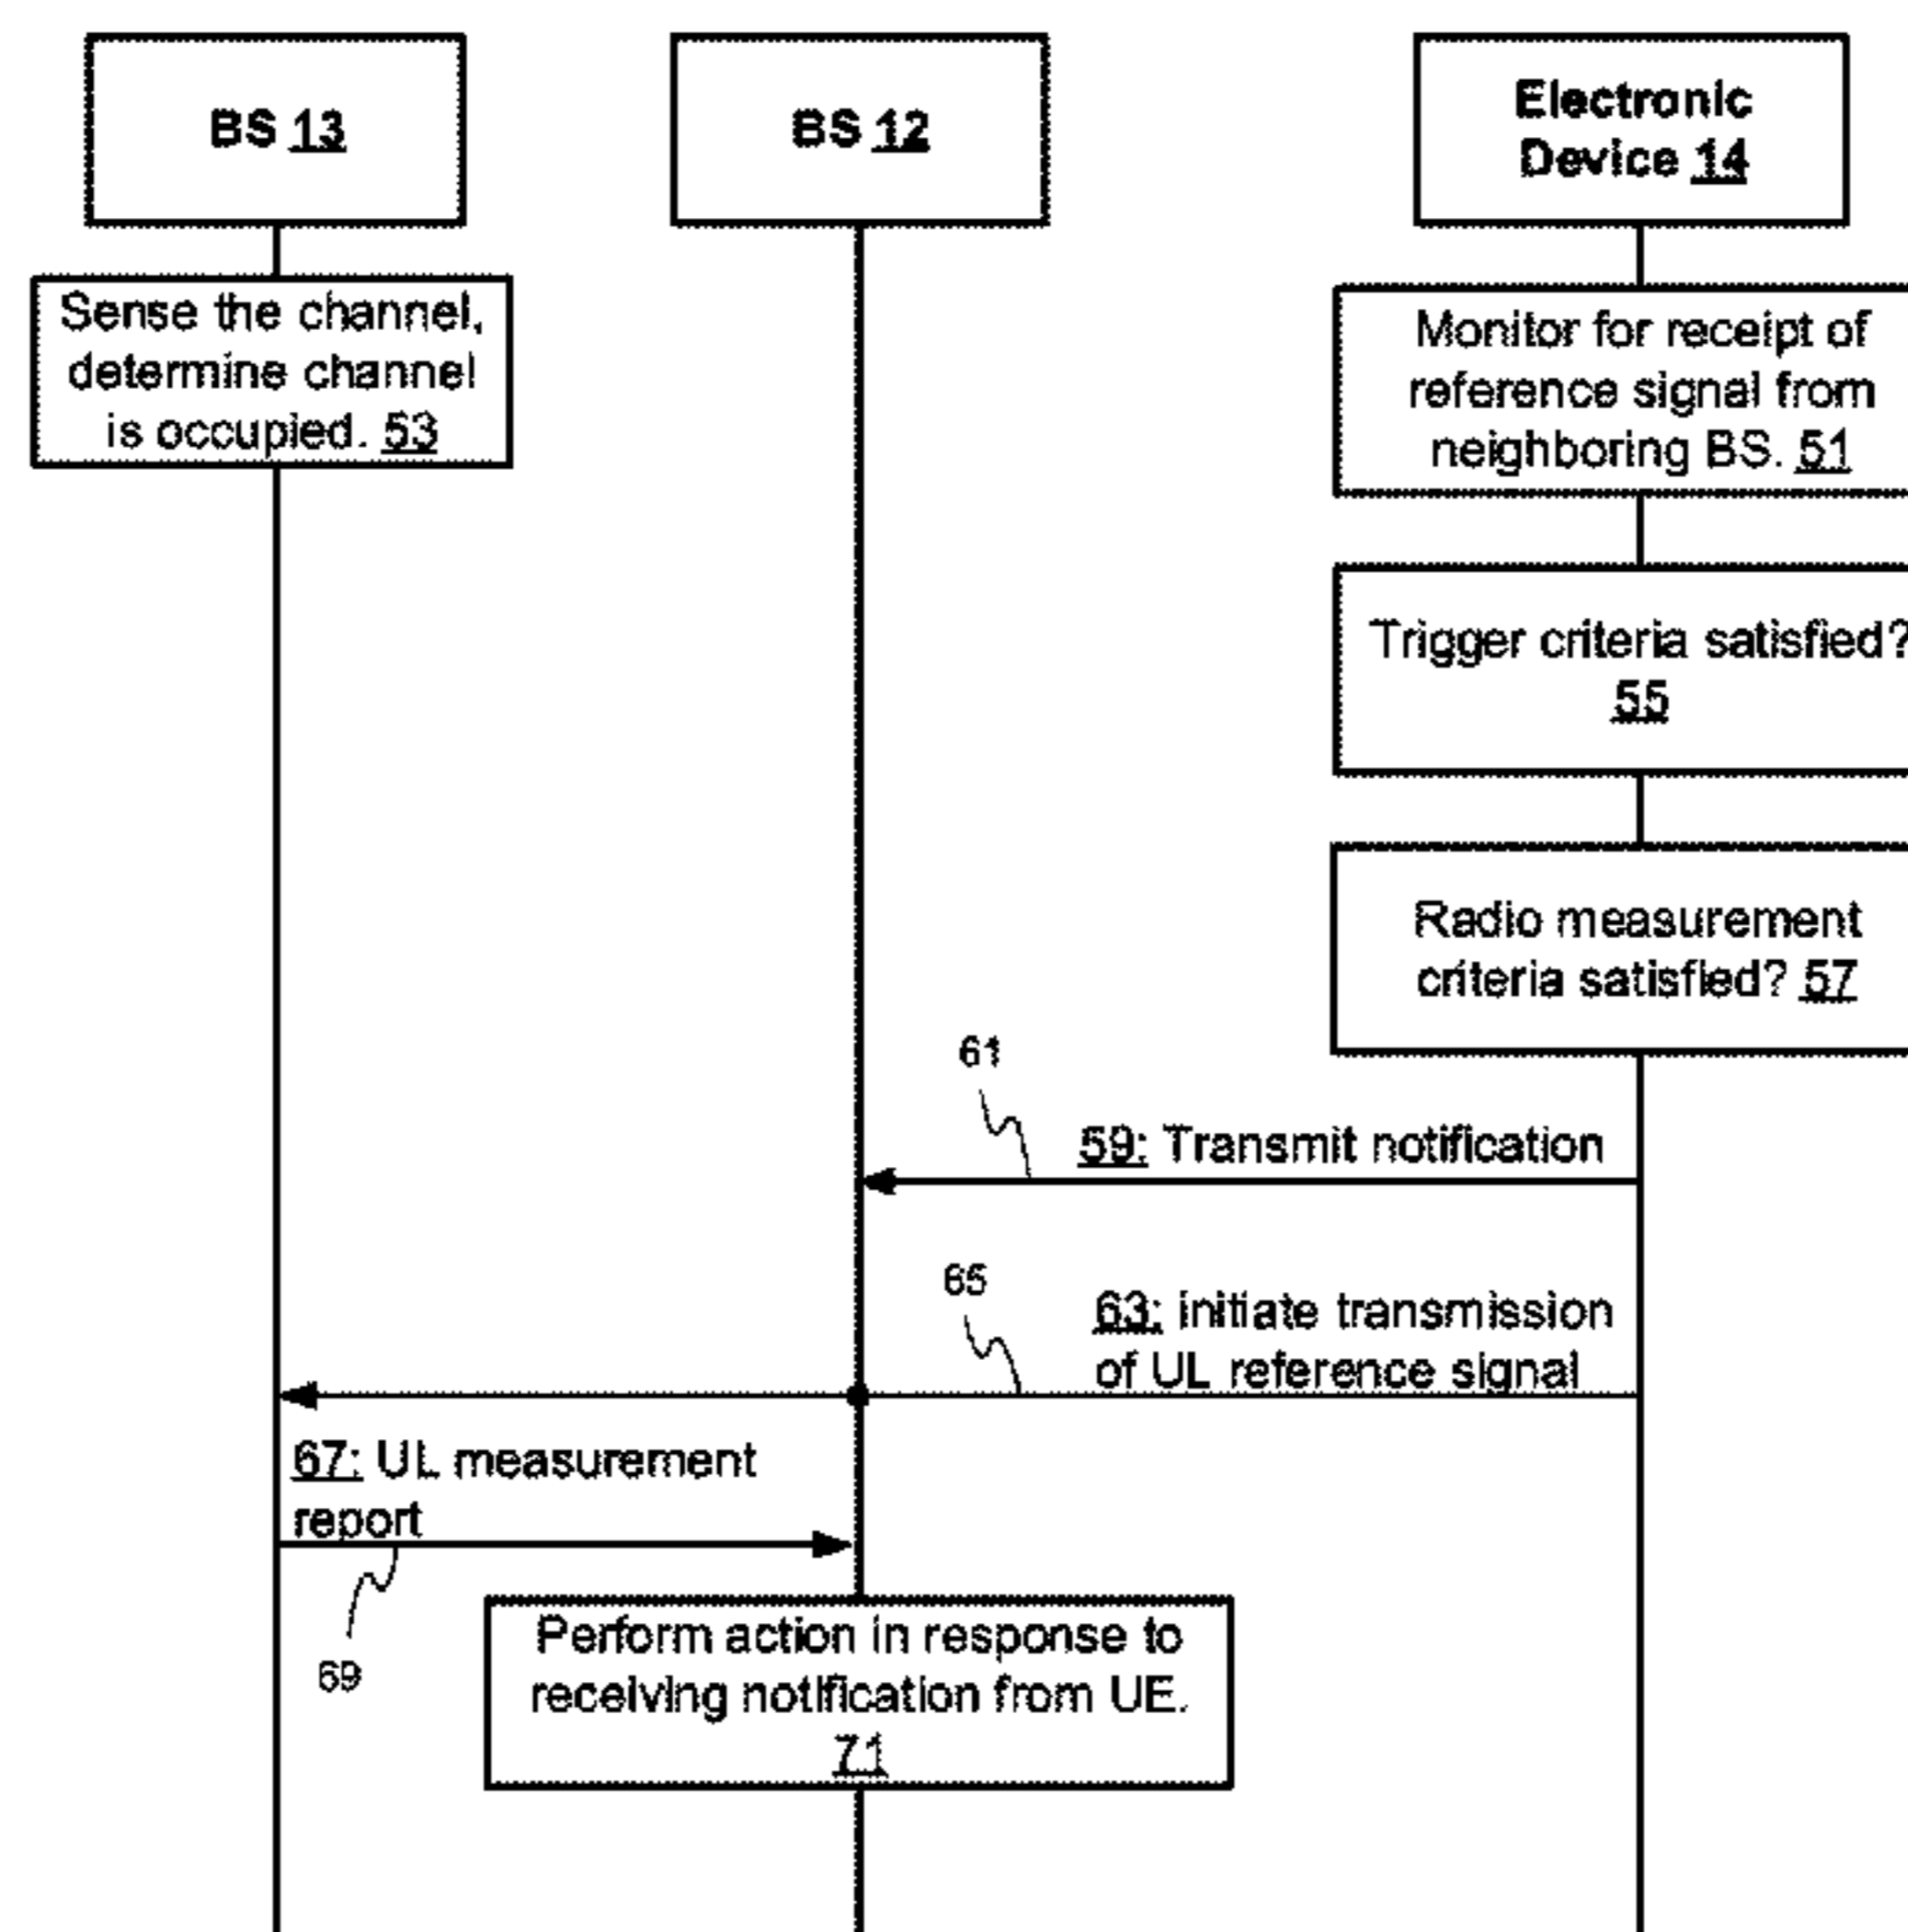 BS 13
BS 12
Electronic
Device 14
Sense the channel,
determine channel
is occupied. 53
Monitor for receipt of
reference signal from
neighboring BS. 51
Trigger criteria satisfied?
55
Radio measurement
criteria satisfied? 57
61
59: Transmit notification
65
63: initiate transmission
of UL reference signal
67: UL measurement
report
69
Perform action in response to
receiving notification from UE.
71